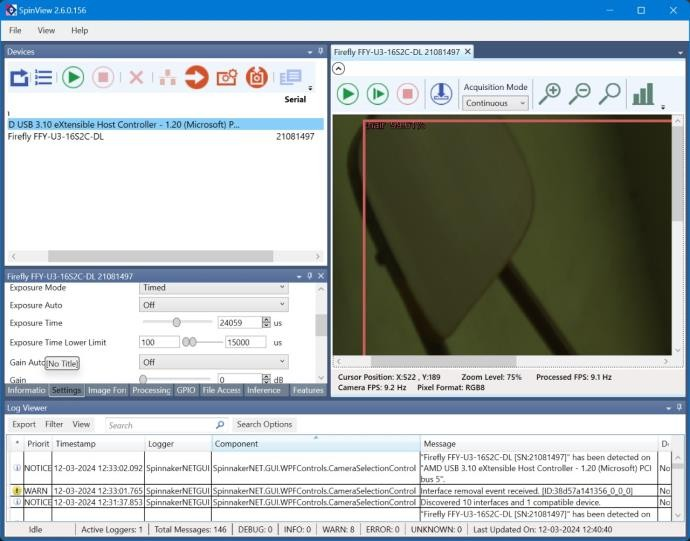 SpinView 2.6.0.156
File View Help
Devices
Serial
D USB 3.10 eXtensible Host Controller - 1.20 (Microsoft) P...
Firefly FFY-U3-16S2C-DL 21081497
Firefly FFY-U3-16S2C-DL 21081497
Exposure Mode Timed
Exposure Auto Off
Exposure Time 24059 us
Exposure Time Lower Limit 100 15000 us
Gain Auto [No Title] Off
Gain 0 dB
Informatio Settings Image Fori Processing GPIO File Access Inference Features
Firefly FFY-U3-16S2C-DL 21081497
Acquisition Mode
Continuous
chair 99.01%
Cursor Position: X:522 , Y:189 Zoom Level: 75% Processed FPS: 9.1 Hz
Camera FPS: 9.2 Hz Pixel Format: RGB8
Log Viewer
Export Filter View Search Search Options
* Priorit Timestamp Logger Component Message De
NOTICE 12-03-2024 12:33:02.092 SpinnakerNETGUI SpinnakerNET.GUI.WPFControls.CameraSelectionControl "Firefly FFY-U3-16S2C-DL [SN:21081497]" has been detected on No
"AMD USB 3.10 eXtensible Host Controller - 1.20 (Microsoft) PCI
bus 5".
WARN 12-03-2024 12:33:01.765 SpinnakerNETGUI SpinnakerNET.GUI.WPFControls.CameraSelectionControl Interface removal event received. [ID:38d57a141356_0_0_0] No
NOTICE 12-03-2024 12:31:37.853 SpinnakerNETGUI SpinnakerNET.GUI.WPFControls.CameraSelectionControl Discovered 10 interfaces and 1 compatible device. No
"Firefly FFY-U3-16S2C-DL [SN:21081497]" has been detected on
Idle Active Loggers: 1 Total Messages: 146 DEBUG: 0 INFO: 0 WARN: 8 ERROR: 0 UNKNOWN: 0 Last Updated On: 12-03-2024 12:40:40